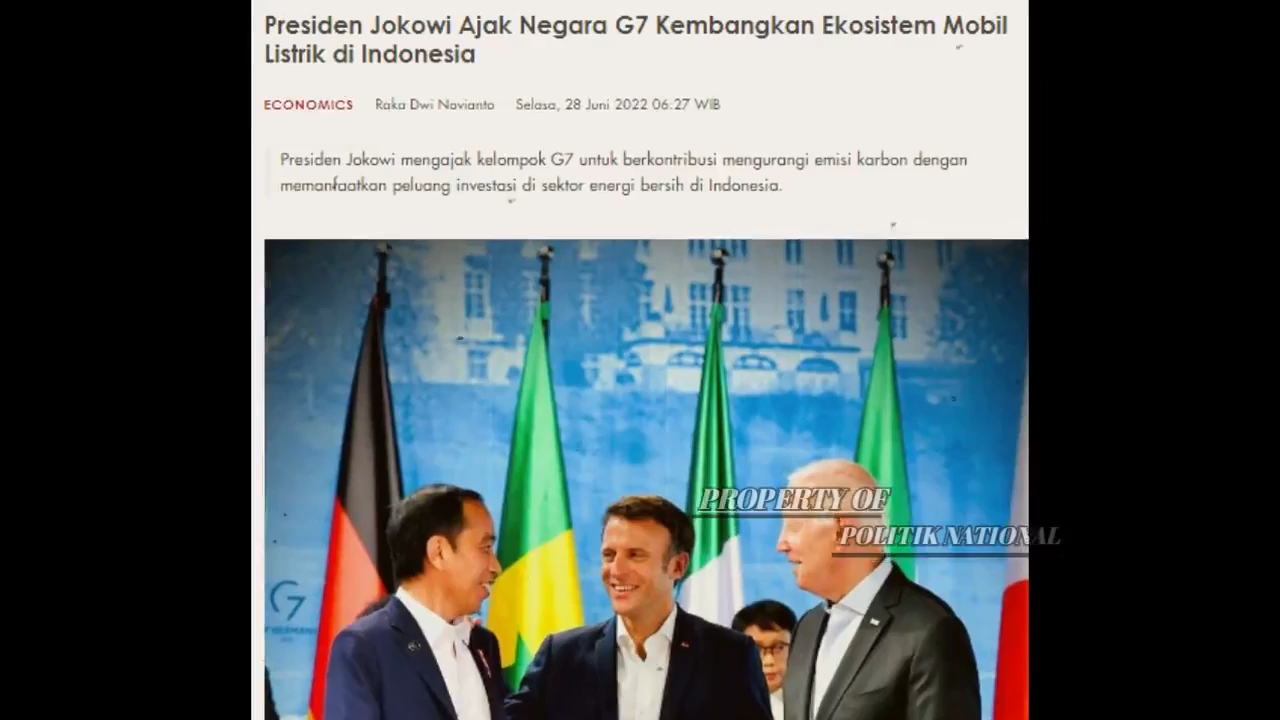 Presiden Jokowi Ajak Negara G7 Kembangkan Ekosistem Mobil
Listrik di Indonesia
ECONOMICS Raka Dwi Novianto Selasa, 28 Juni 2022 06:27 WIB
Presiden Jokowi mengajak kelompok G7 untuk berkontribusi mengurangi emisi karbon dengan
memanfaatkan peluang investasi di sektor energi bersih di Indonesia.
PROPERTY OF
POLITIK NATIONAL
G7